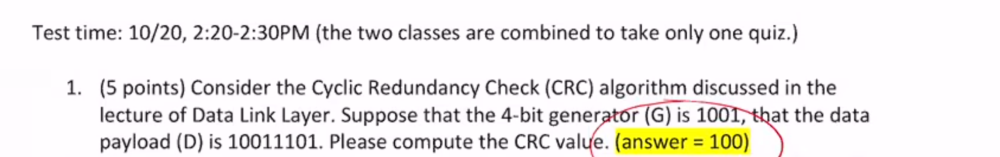 Test time: 10/20, 2:20-2:30PM (the two classes are combined to take only one quiz.)
1. (5 points) Consider the Cyclic Redundancy Check (CRC) algorithm discussed in the
lecture of Data Link Layer. Suppose that the 4-bit generator (G) is 1001, that the data
payload (D) is 10011101. Please compute the CRC value. (answer = 100)